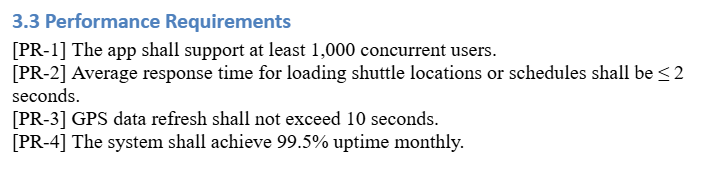 3.3 Performance Requirements
[PR-1] The app shall support at least 1,000 concurrent users.
[PR-2] Average response time for loading shuttle locations or schedules shall be ≤ 2
seconds.
[PR-3] GPS data refresh shall not exceed 10 seconds.
[PR-4] The system shall achieve 99.5% uptime monthly.